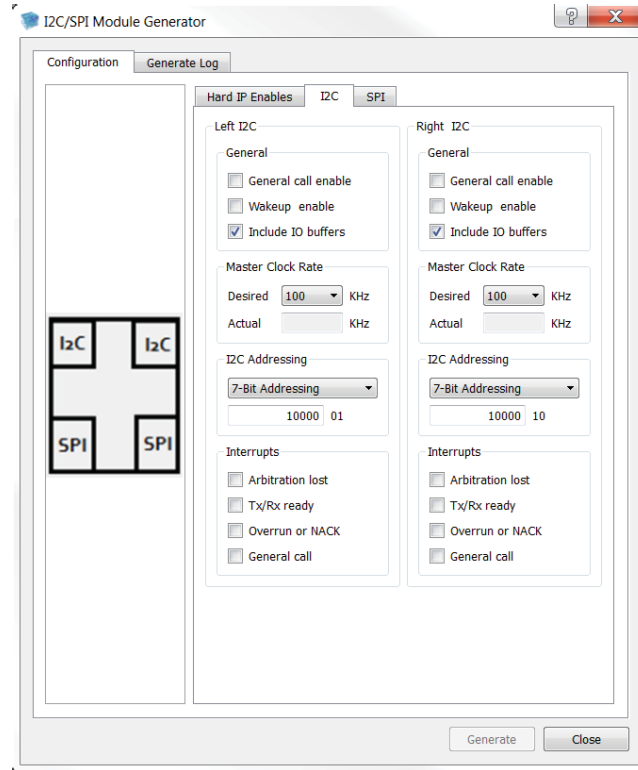 I2C/SPI Module Generator
Configuration Generate Log
Hard IP Enables I2C SPI
I2C I2C
SPI SPI
Left I2C
General
General call enable
Wakeup enable
Include IO buffers
Master Clock Rate
Desired 100 KHz
Actual KHz
I2C Addressing
7-Bit Addressing
10000 01
Interrupts
Arbitration lost
Tx/Rx ready
Overrun or NACK
General call
Right I2C
General
General call enable
Wakeup enable
Include IO buffers
Master Clock Rate
Desired 100 KHz
Actual KHz
I2C Addressing
7-Bit Addressing
10000 10
Interrupts
Arbitration lost
Tx/Rx ready
Overrun or NACK
General call
Generate Close